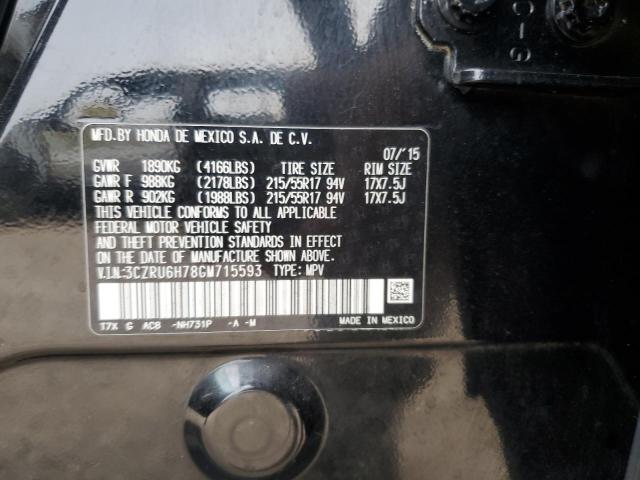 MFD.BY HONDA DE MEXICO S.A. DE C.V.
07/'15
GVWR 1890KG (4166LBS) TIRE SIZE RIM SIZE
GAWR F 988KG (2178LBS) 215/55R17 94V 17X7.5J
GAWR R 902KG (1988LBS) 215/55R17 94V 17X7.5J
THIS VEHICLE CONFORMS TO ALL APPLICABLE
FEDERAL MOTOR VEHICLE SAFETY
AND THEFT PREVENTION STANDARDS IN EFFECT
ON THE DATE OF MANUFACTURE SHOWN ABOVE.
V.I.N.:3CZRU6H78GM715593 TYPE: MPV
T7X G AC8 -NH731P -A -M MADE IN MEXICO